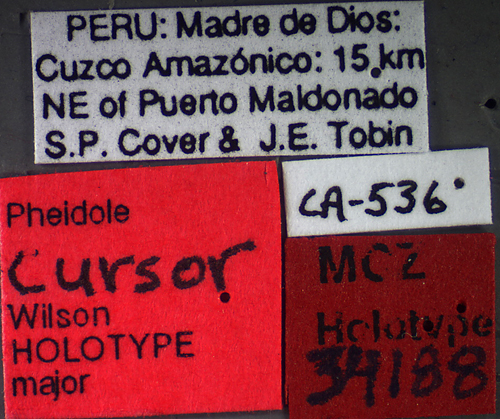 PERU: Madre de Dios:
Cuzco Amazónico: 15 km
NE of Puerto Maldonado
S.P. Cover & J.E. Tobin
CA-536
Pheidole
Cursor
Wilson
HOLOTYPE
major
MCZ
Holotype
34188